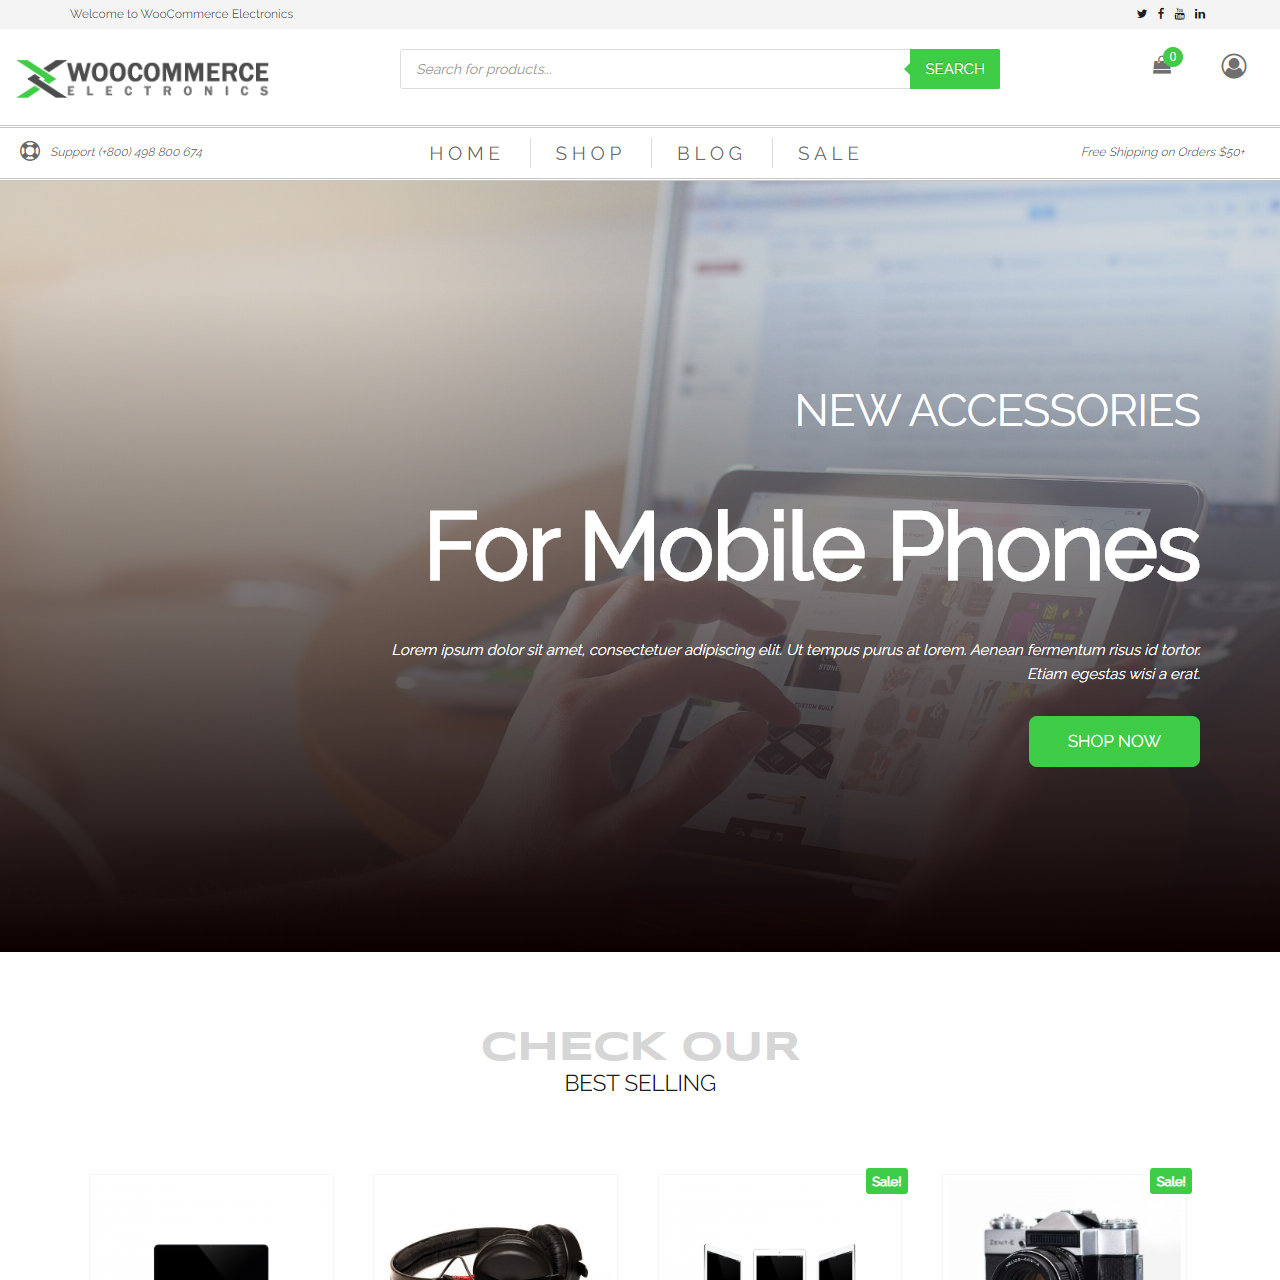 Welcome to WooCommerce Electronics
WOOCOMMERCE
ELECTRONICS
Search for products...
SEARCH
0
Support (+800) 498 800 674
HOME
SHOP
BLOG
SALE
Free Shipping on Orders $50+
NEW ACCESSORIES
For Mobile Phones
Lorem ipsum dolor sit amet, consectetuer adipiscing elit. Ut tempus purus at lorem. Aenean fermentum risus id tortor.
Etiam egestas wisi a erat.
SHOP NOW
CHECK OUR
BEST SELLING
Sale!
Sale!
ZENIT-E